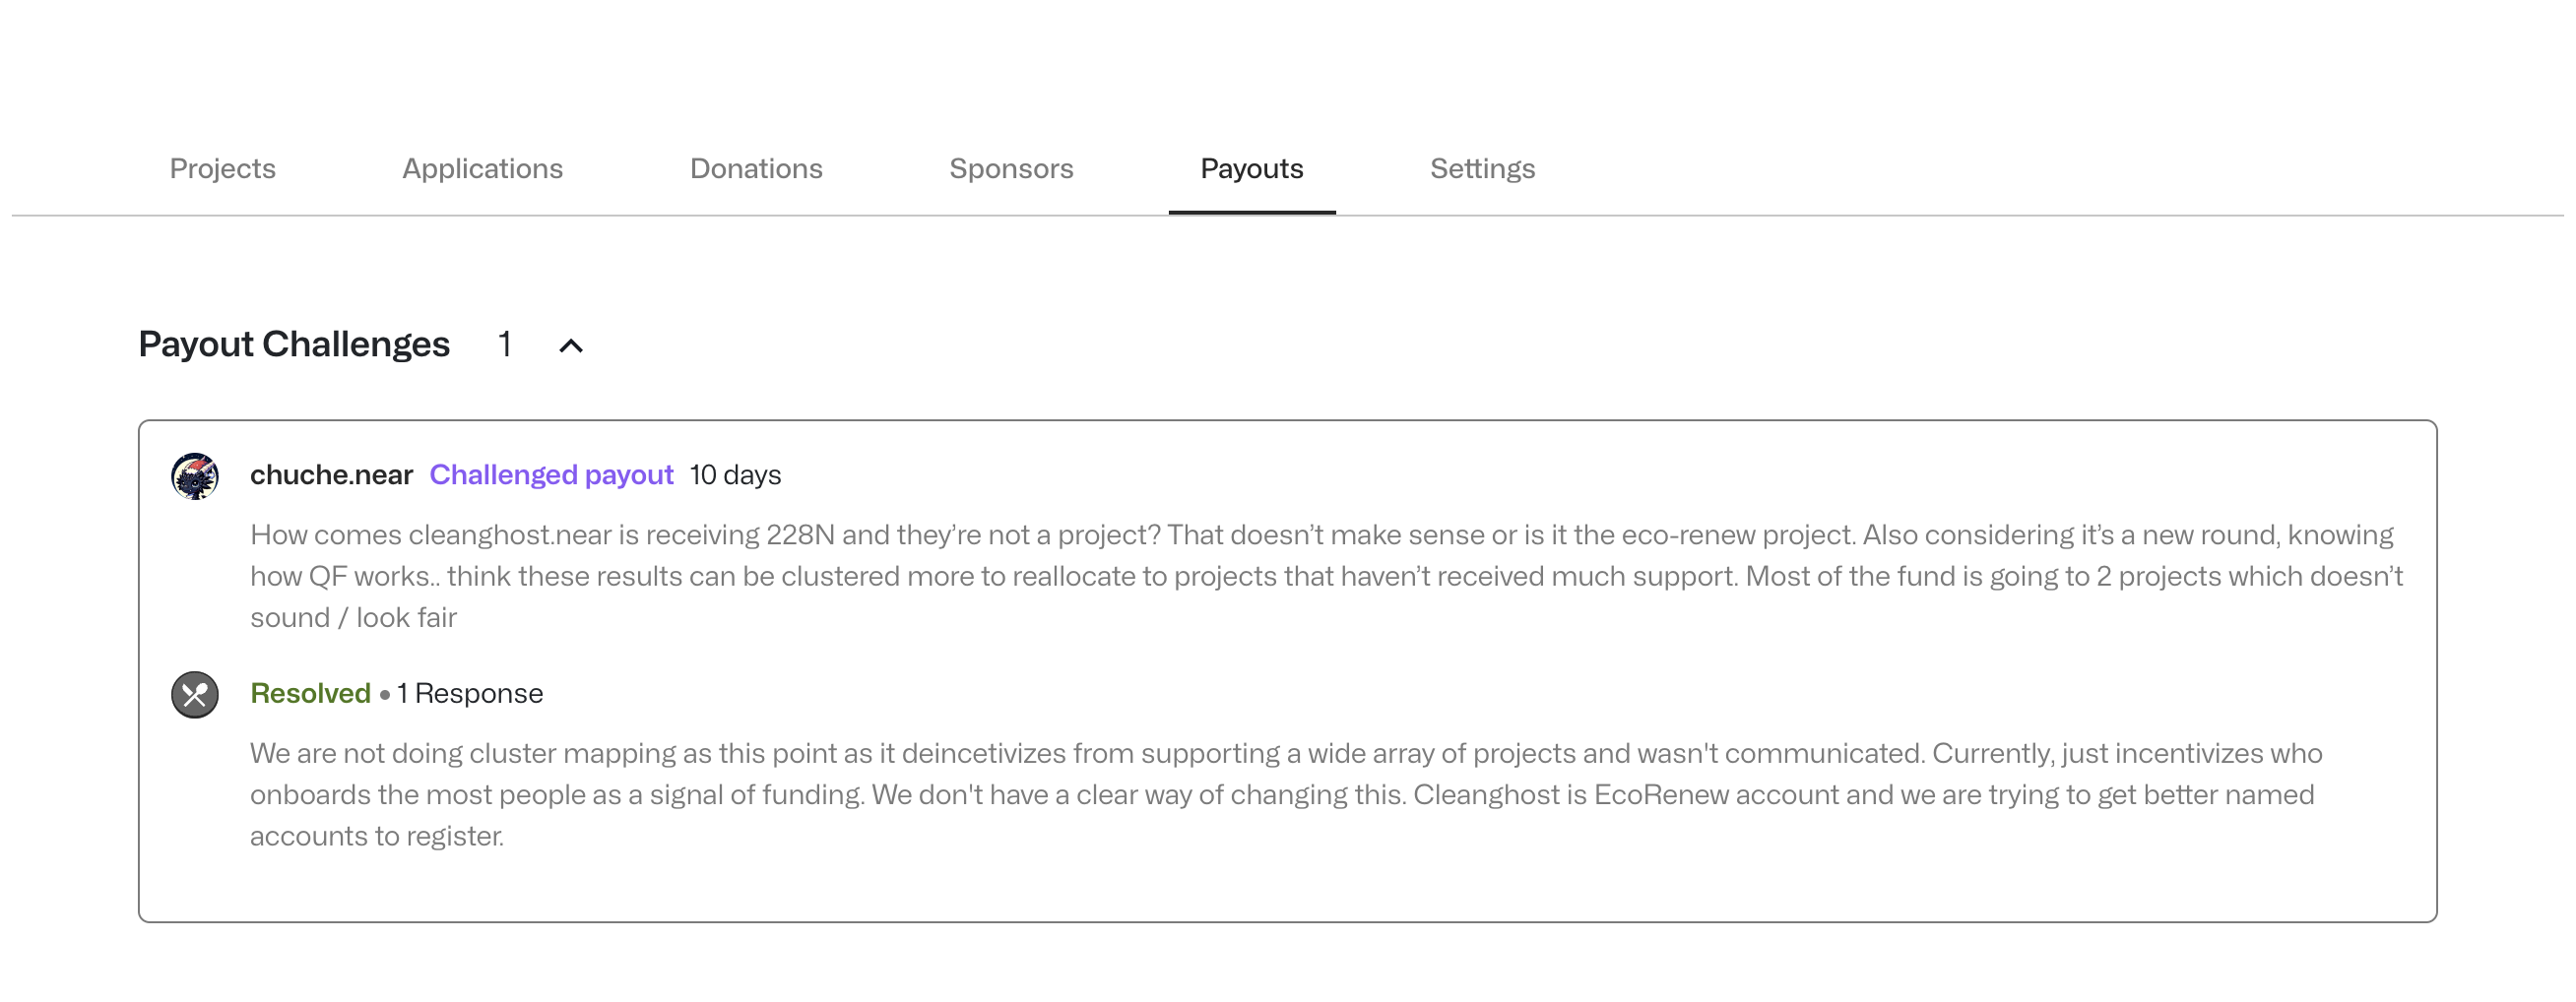 Projects Applications Donations Sponsors Payouts Settings
Payout Challenges 1
chuche.near Challenged payout 10 days
How comes cleanghost.near is receiving 228N and they’re not a project? That doesn’t make sense or is it the eco-renew project. Also considering it’s a new round, knowing
how QF works.. think these results can be clustered more to reallocate to projects that haven’t received much support. Most of the fund is going to 2 projects which doesn’t
sound / look fair
Resolved • 1 Response
We are not doing cluster mapping as this point as it deincetivizes from supporting a wide array of projects and wasn't communicated. Currently, just incentivizes who
onboards the most people as a signal of funding. We don't have a clear way of changing this. Cleanghost is EcoRenew account and we are trying to get better named
accounts to register.